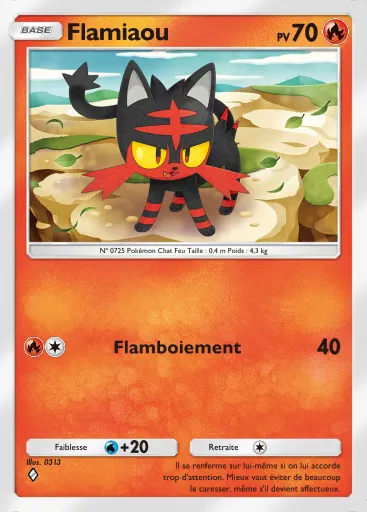 BASE Flamiaou PV 70
N° 0725 Pokémon Chat Feu Taille : 0,4 m Poids : 4,3 kg
Flamboiement 40
Faiblesse +20 Retraite
Illus. 0313
Il se renferme sur lui-même si on lui accorde
trop d'attention. Mieux vaut éviter de beaucoup
le caresser, même s'il devient affectueux.